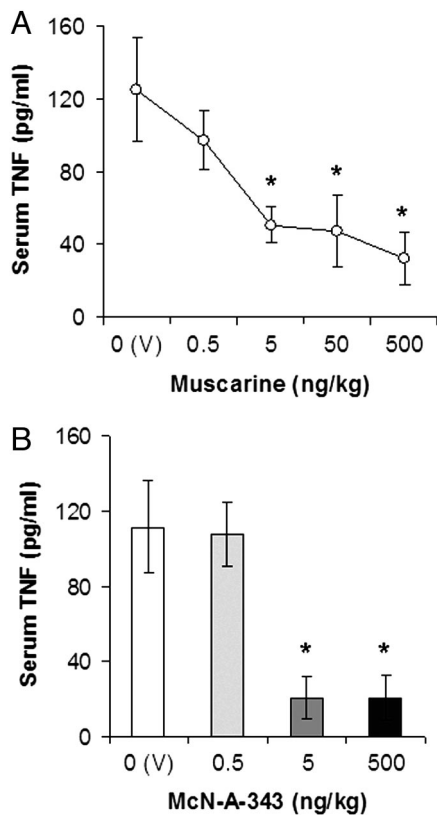 A
Serum TNF (pg/ml)
160
120
80
40
0
*
*
*
0 (V) 0.5 5 50 500
Muscarine (ng/kg)
B
Serum TNF (pg/ml)
160
120
80
40
0
*
*
0 (V) 0.5 5 500
McN-A-343 (ng/kg)